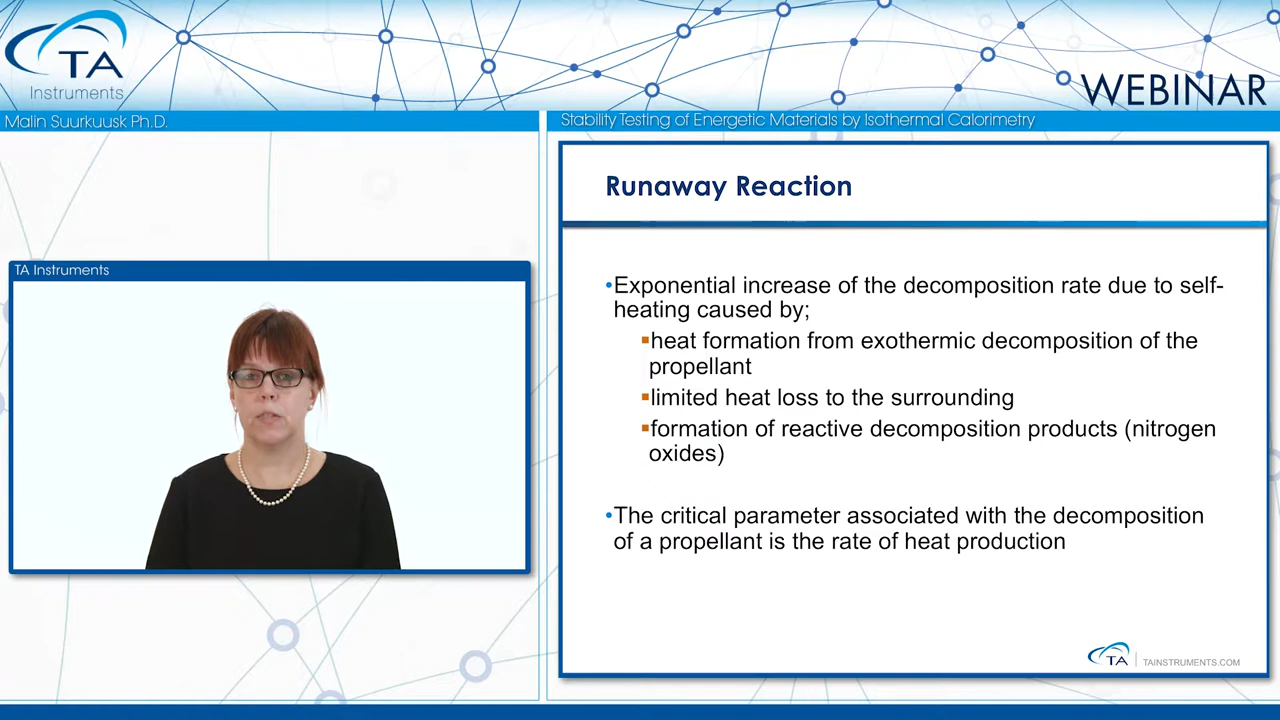 TA
Instruments
WEBINAR
Malin Suurkuusk Ph.D.
Stability Testing of Energetic Materials by Isothermal Calorimetry
TA Instruments
Runaway Reaction
•Exponential increase of the decomposition rate due to self-
heating caused by;
▪heat formation from exothermic decomposition of the
propellant
▪limited heat loss to the surrounding
▪formation of reactive decomposition products (nitrogen
oxides)
•The critical parameter associated with the decomposition
of a propellant is the rate of heat production
TA | TAINSTRUMENTS.COM